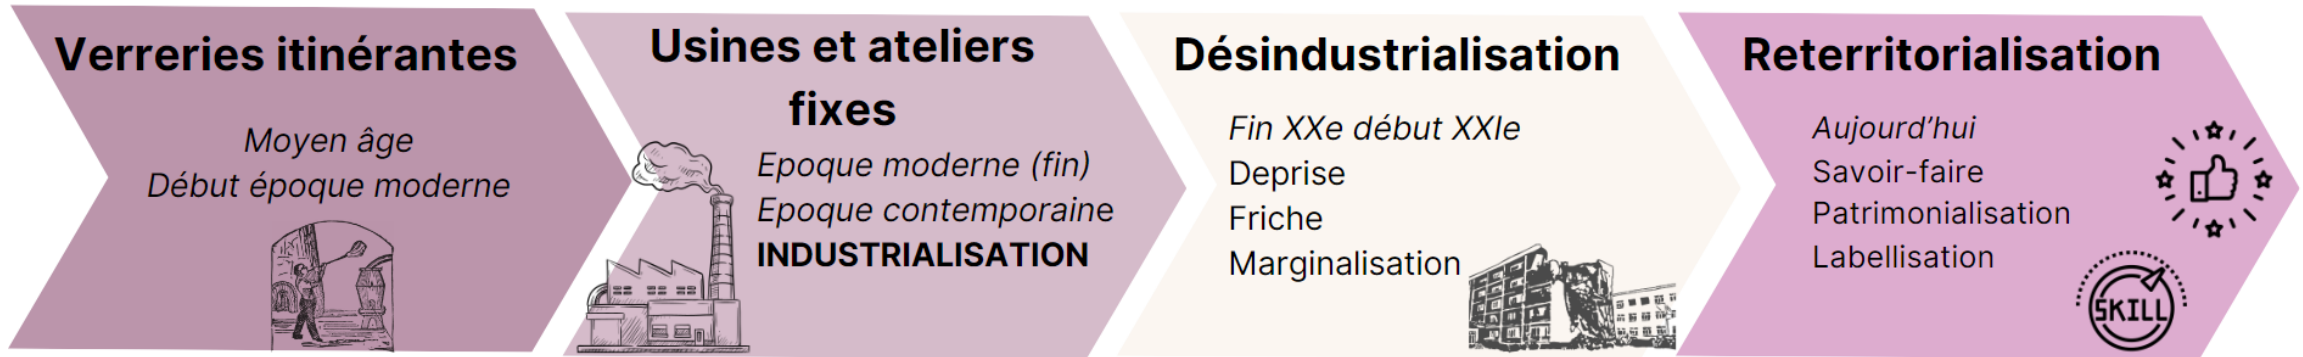 Verreries itinérantes
Moyen âge
Début époque moderne
Usines et ateliers
fixes
Epoque moderne (fin)
Epoque contemporaine
INDUSTRIALISATION
Désindustrialisation
Fin XXe début XXIe
Deprise
Friche
Marginalisation
Reterritorialisation
Aujourd’hui
Savoir-faire
Patrimonialisation
Labellisation
SKILL